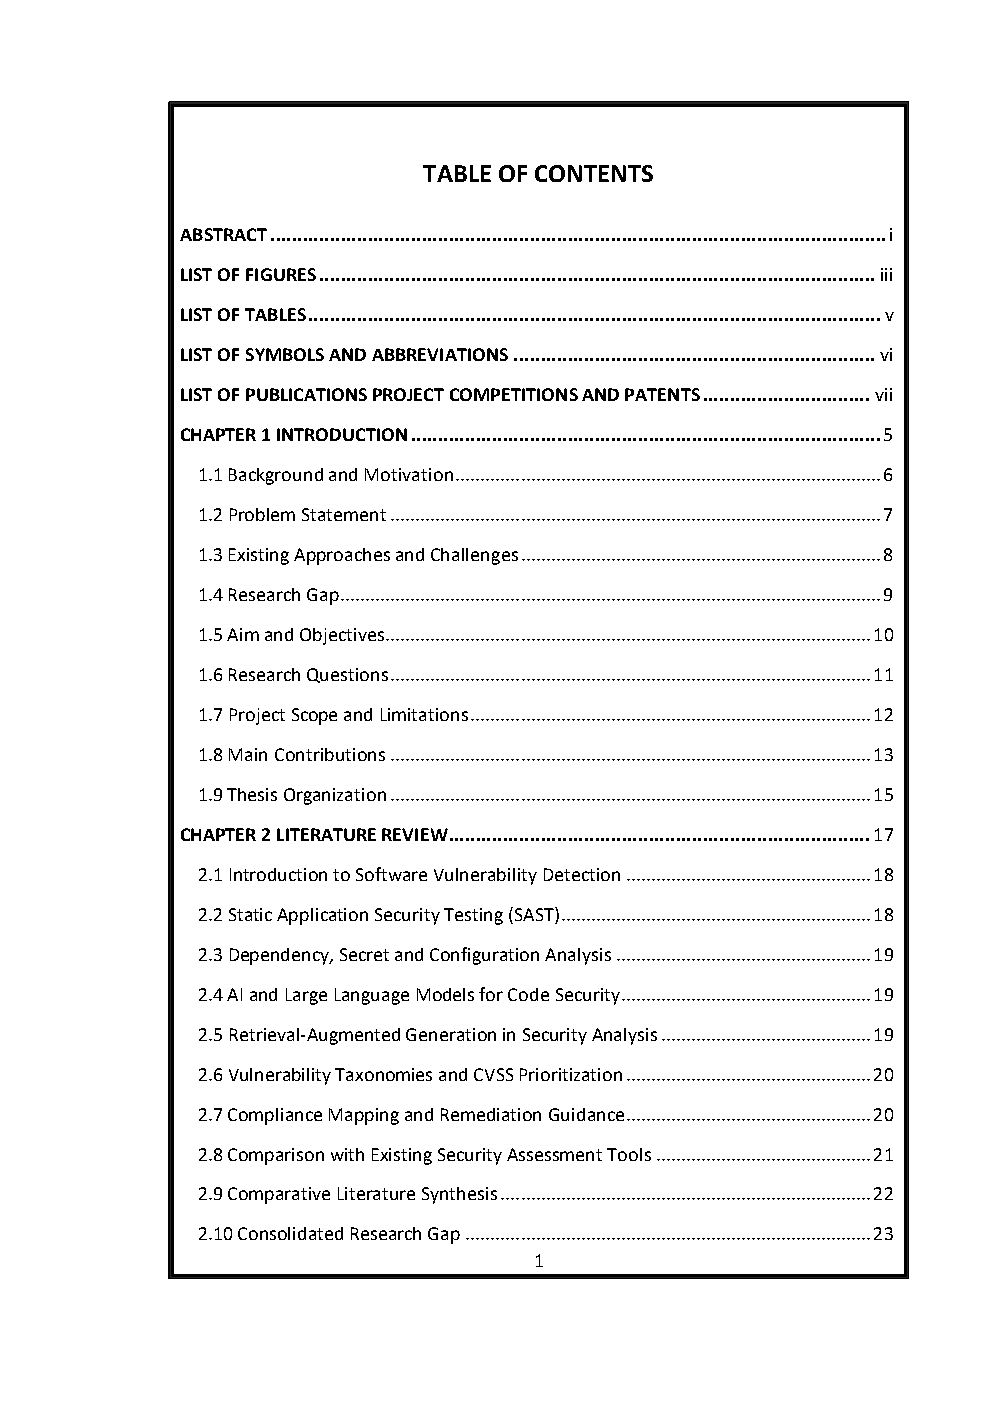 TABLE OF CONTENTS
ABSTRACT i
LIST OF FIGURES iii
LIST OF TABLES v
LIST OF SYMBOLS AND ABBREVIATIONS vi
LIST OF PUBLICATIONS PROJECT COMPETITIONS AND PATENTS vii
CHAPTER 1 INTRODUCTION 5
1.1 Background and Motivation 6
1.2 Problem Statement 7
1.3 Existing Approaches and Challenges 8
1.4 Research Gap 9
1.5 Aim and Objectives 10
1.6 Research Questions 11
1.7 Project Scope and Limitations 12
1.8 Main Contributions 13
1.9 Thesis Organization 15
CHAPTER 2 LITERATURE REVIEW 17
2.1 Introduction to Software Vulnerability Detection 18
2.2 Static Application Security Testing (SAST) 18
2.3 Dependency, Secret and Configuration Analysis 19
2.4 AI and Large Language Models for Code Security 19
2.5 Retrieval-Augmented Generation in Security Analysis 19
2.6 Vulnerability Taxonomies and CVSS Prioritization 20
2.7 Compliance Mapping and Remediation Guidance 20
2.8 Comparison with Existing Security Assessment Tools 21
2.9 Comparative Literature Synthesis 22
2.10 Consolidated Research Gap 23
1